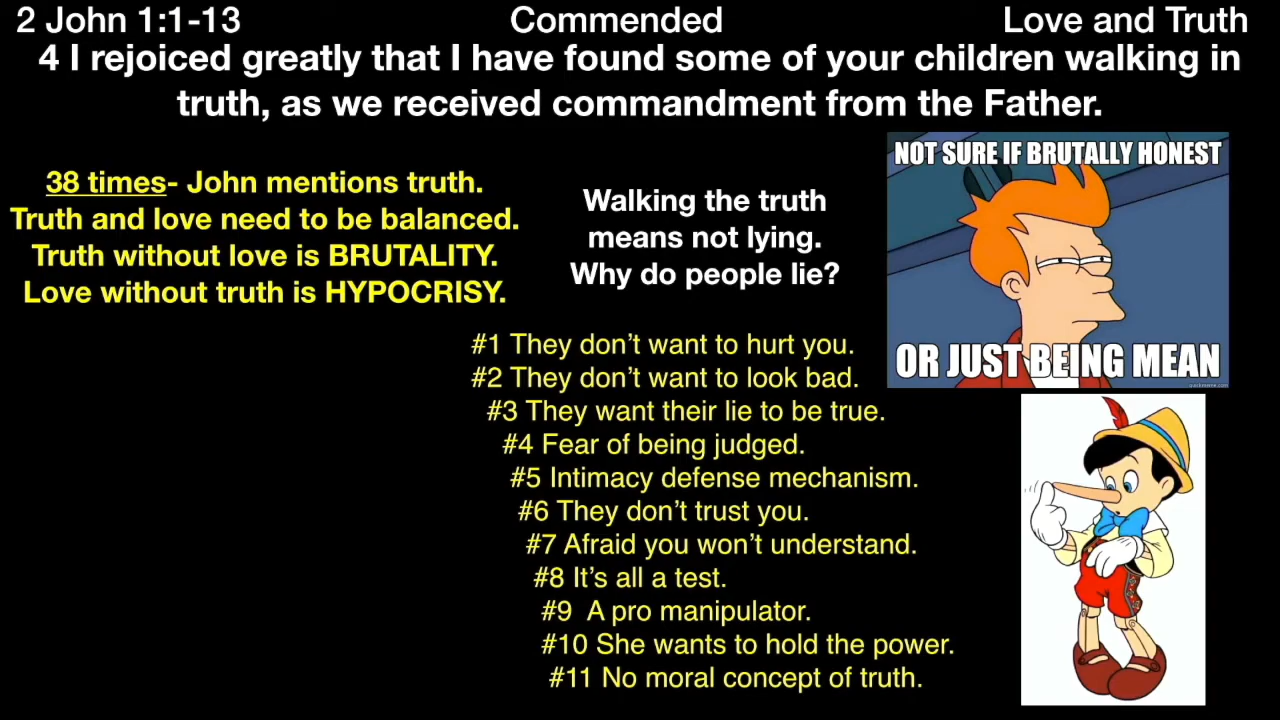 2 John 1:1-13 Commended Love and Truth
4 I rejoiced greatly that I have found some of your children walking in
truth, as we received commandment from the Father.
38 times- John mentions truth.
Truth and love need to be balanced.
Truth without love is BRUTALITY.
Love without truth is HYPOCRISY.
Walking the truth
means not lying.
Why do people lie?
NOT SURE IF BRUTALLY HONEST
OR JUST BEING MEAN
quickmeme.com
#1 They don’t want to hurt you.
#2 They don’t want to look bad.
#3 They want their lie to be true.
#4 Fear of being judged.
#5 Intimacy defense mechanism.
#6 They don’t trust you.
#7 Afraid you won’t understand.
#8 It’s all a test.
#9  A pro manipulator.
#10 She wants to hold the power.
#11 No moral concept of truth.